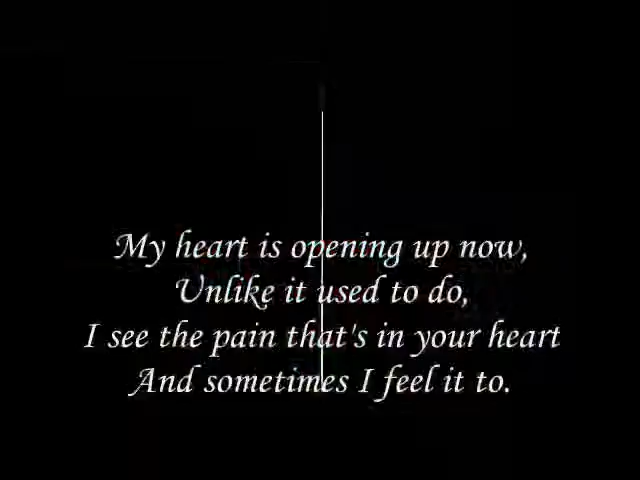 My heart is opening up now,
Unlike it used to do,
I see the pain that's in your heart
And sometimes I feel it to.